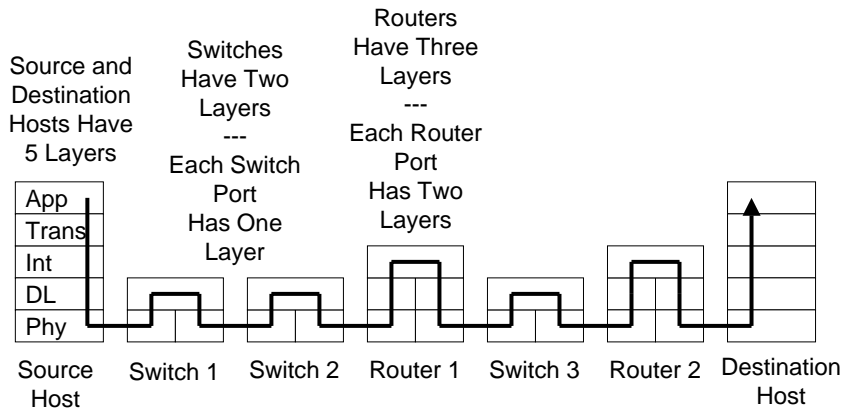 Source and
Destination
Hosts Have
5 Layers
Switches
Have Two
Layers
---
Each Switch
Port
Has One
Layer
Routers
Have Three
Layers
---
Each Router
Port
Has Two
Layers
App
Trans
Int
DL
Phy
Source
Host
Switch 1
Switch 2
Router 1
Switch 3
Router 2
Destination
Host